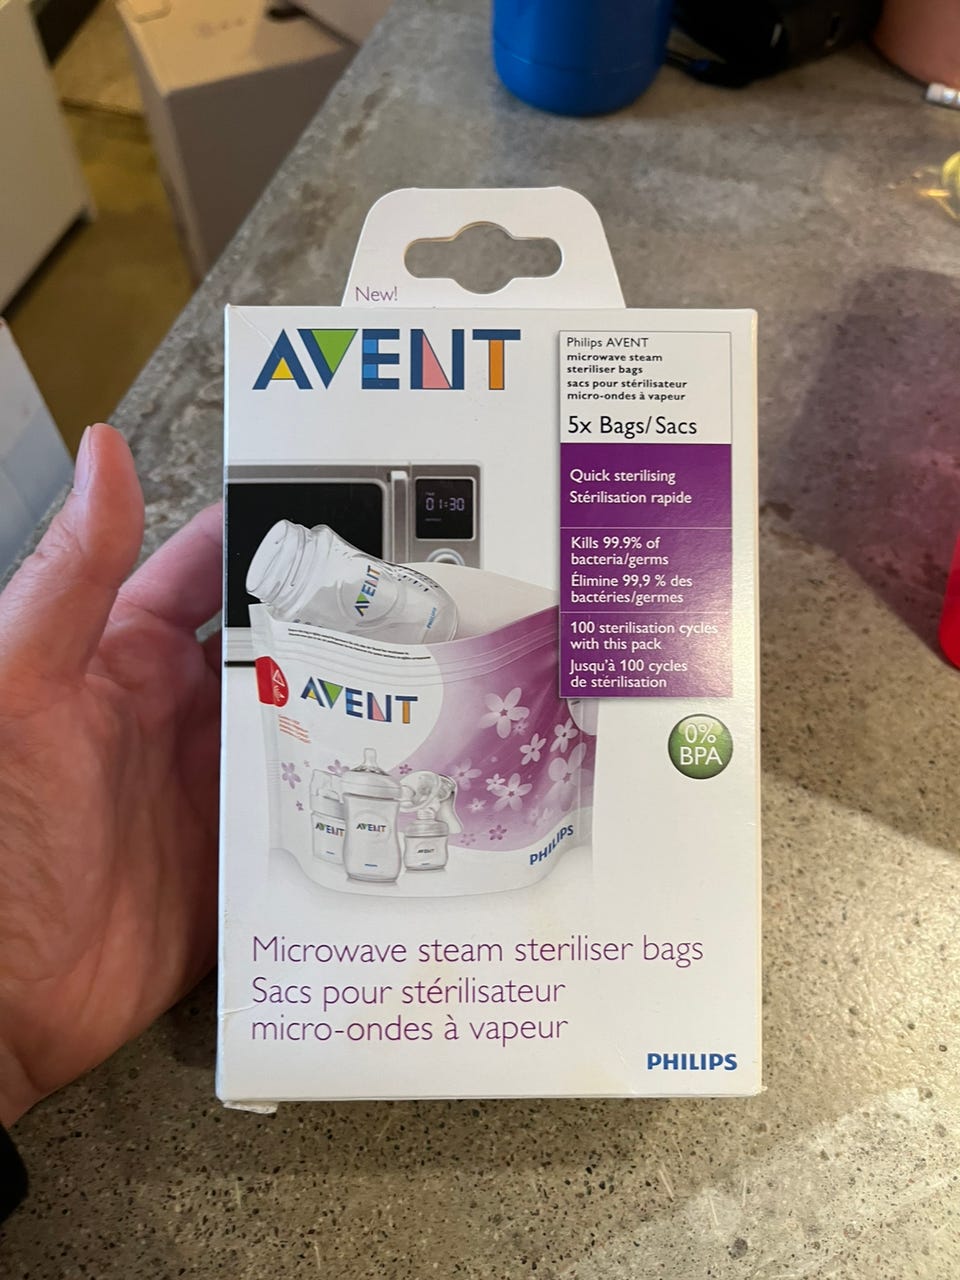 New!
AVENT
Philips AVENT
microwave steam
steriliser bags
sacs pour stérilisateur
micro-ondes à vapeur
5x Bags/Sacs
Quick sterilising
Stérilisation rapide
Kills 99.9% of
bacteria/germs
Élimine 99,9 % des
bactéries/germes
100 sterilisation cycles
with this pack
Jusqu'à 100 cycles
de stérilisation
0%
BPA
01:30
AVENT
PHILIPS
AVENT
AVENT
AVENT
AVENT
PHILIPS
Microwave steam steriliser bags
Sacs pour stérilisateur
micro-ondes à vapeur
PHILIPS